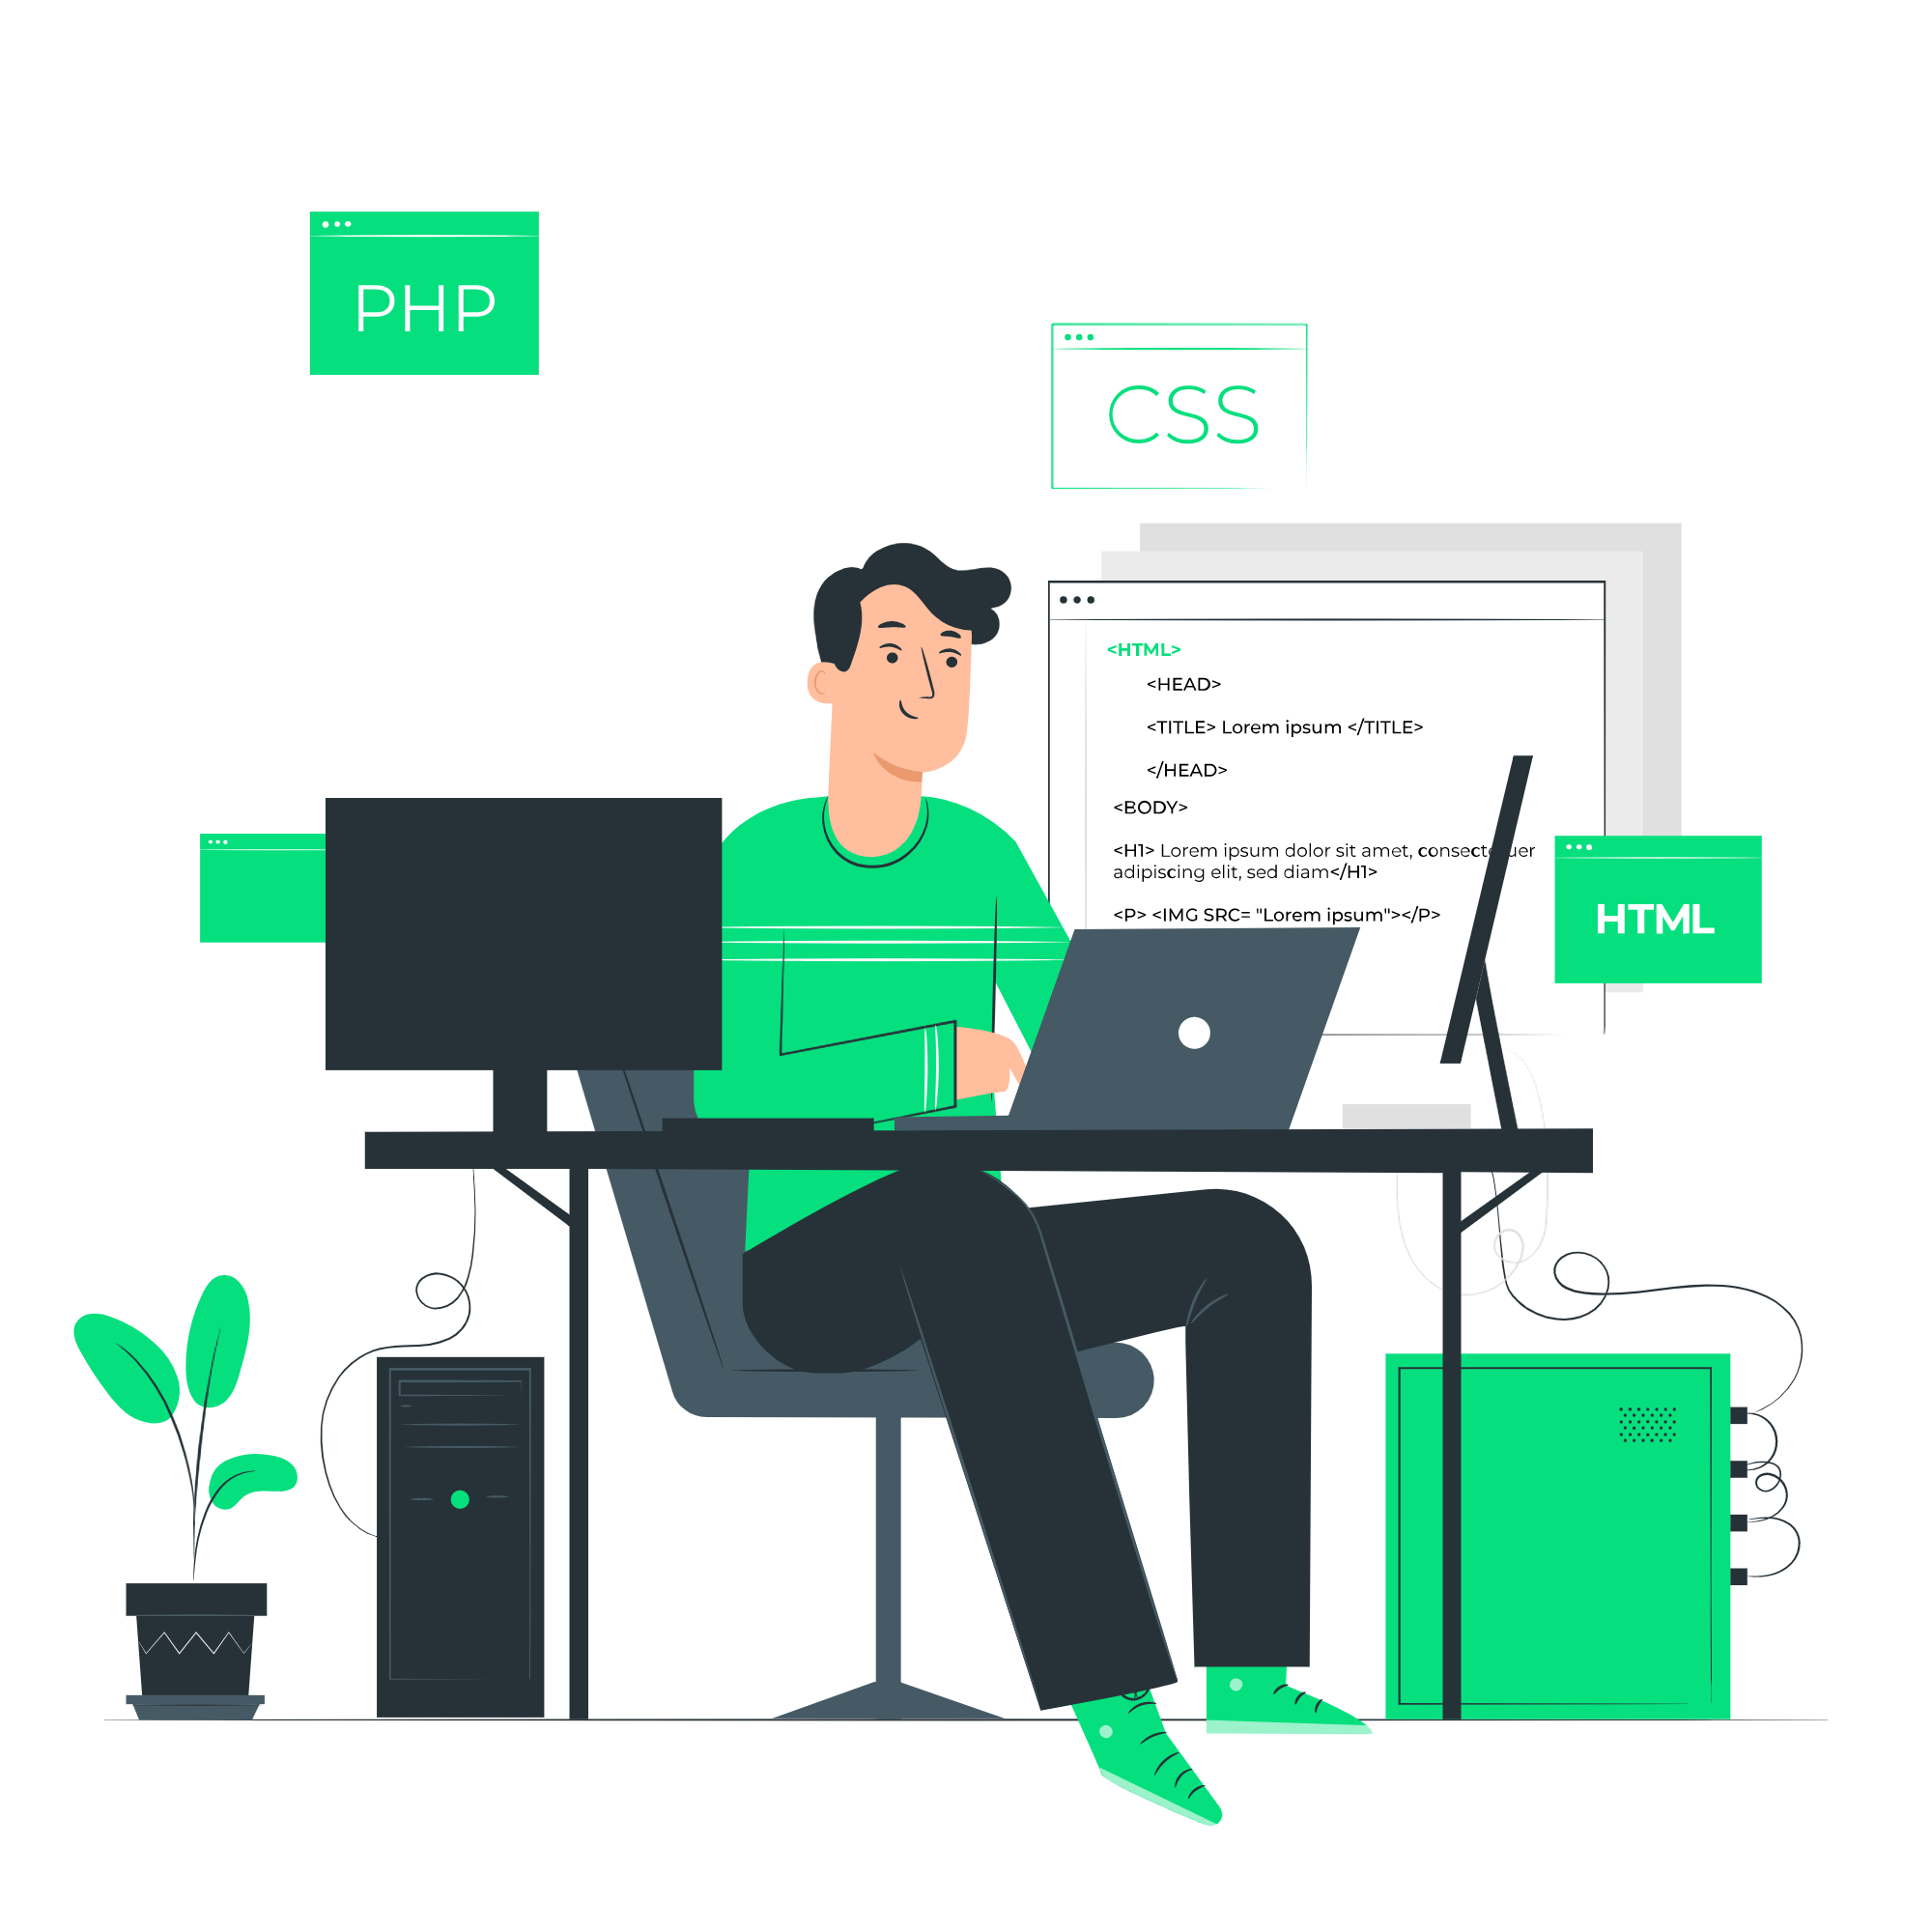 PHP
CSS
<HTML>
<HEAD>
<TITLE> Lorem ipsum </TITLE>
</HEAD>
<BODY>
<H1> Lorem ipsum dolor sit amet, uer
adipiscing elit, sed diam</H1>
<P> <IMG SRC= "Lorem ipsum"></P>
HTML